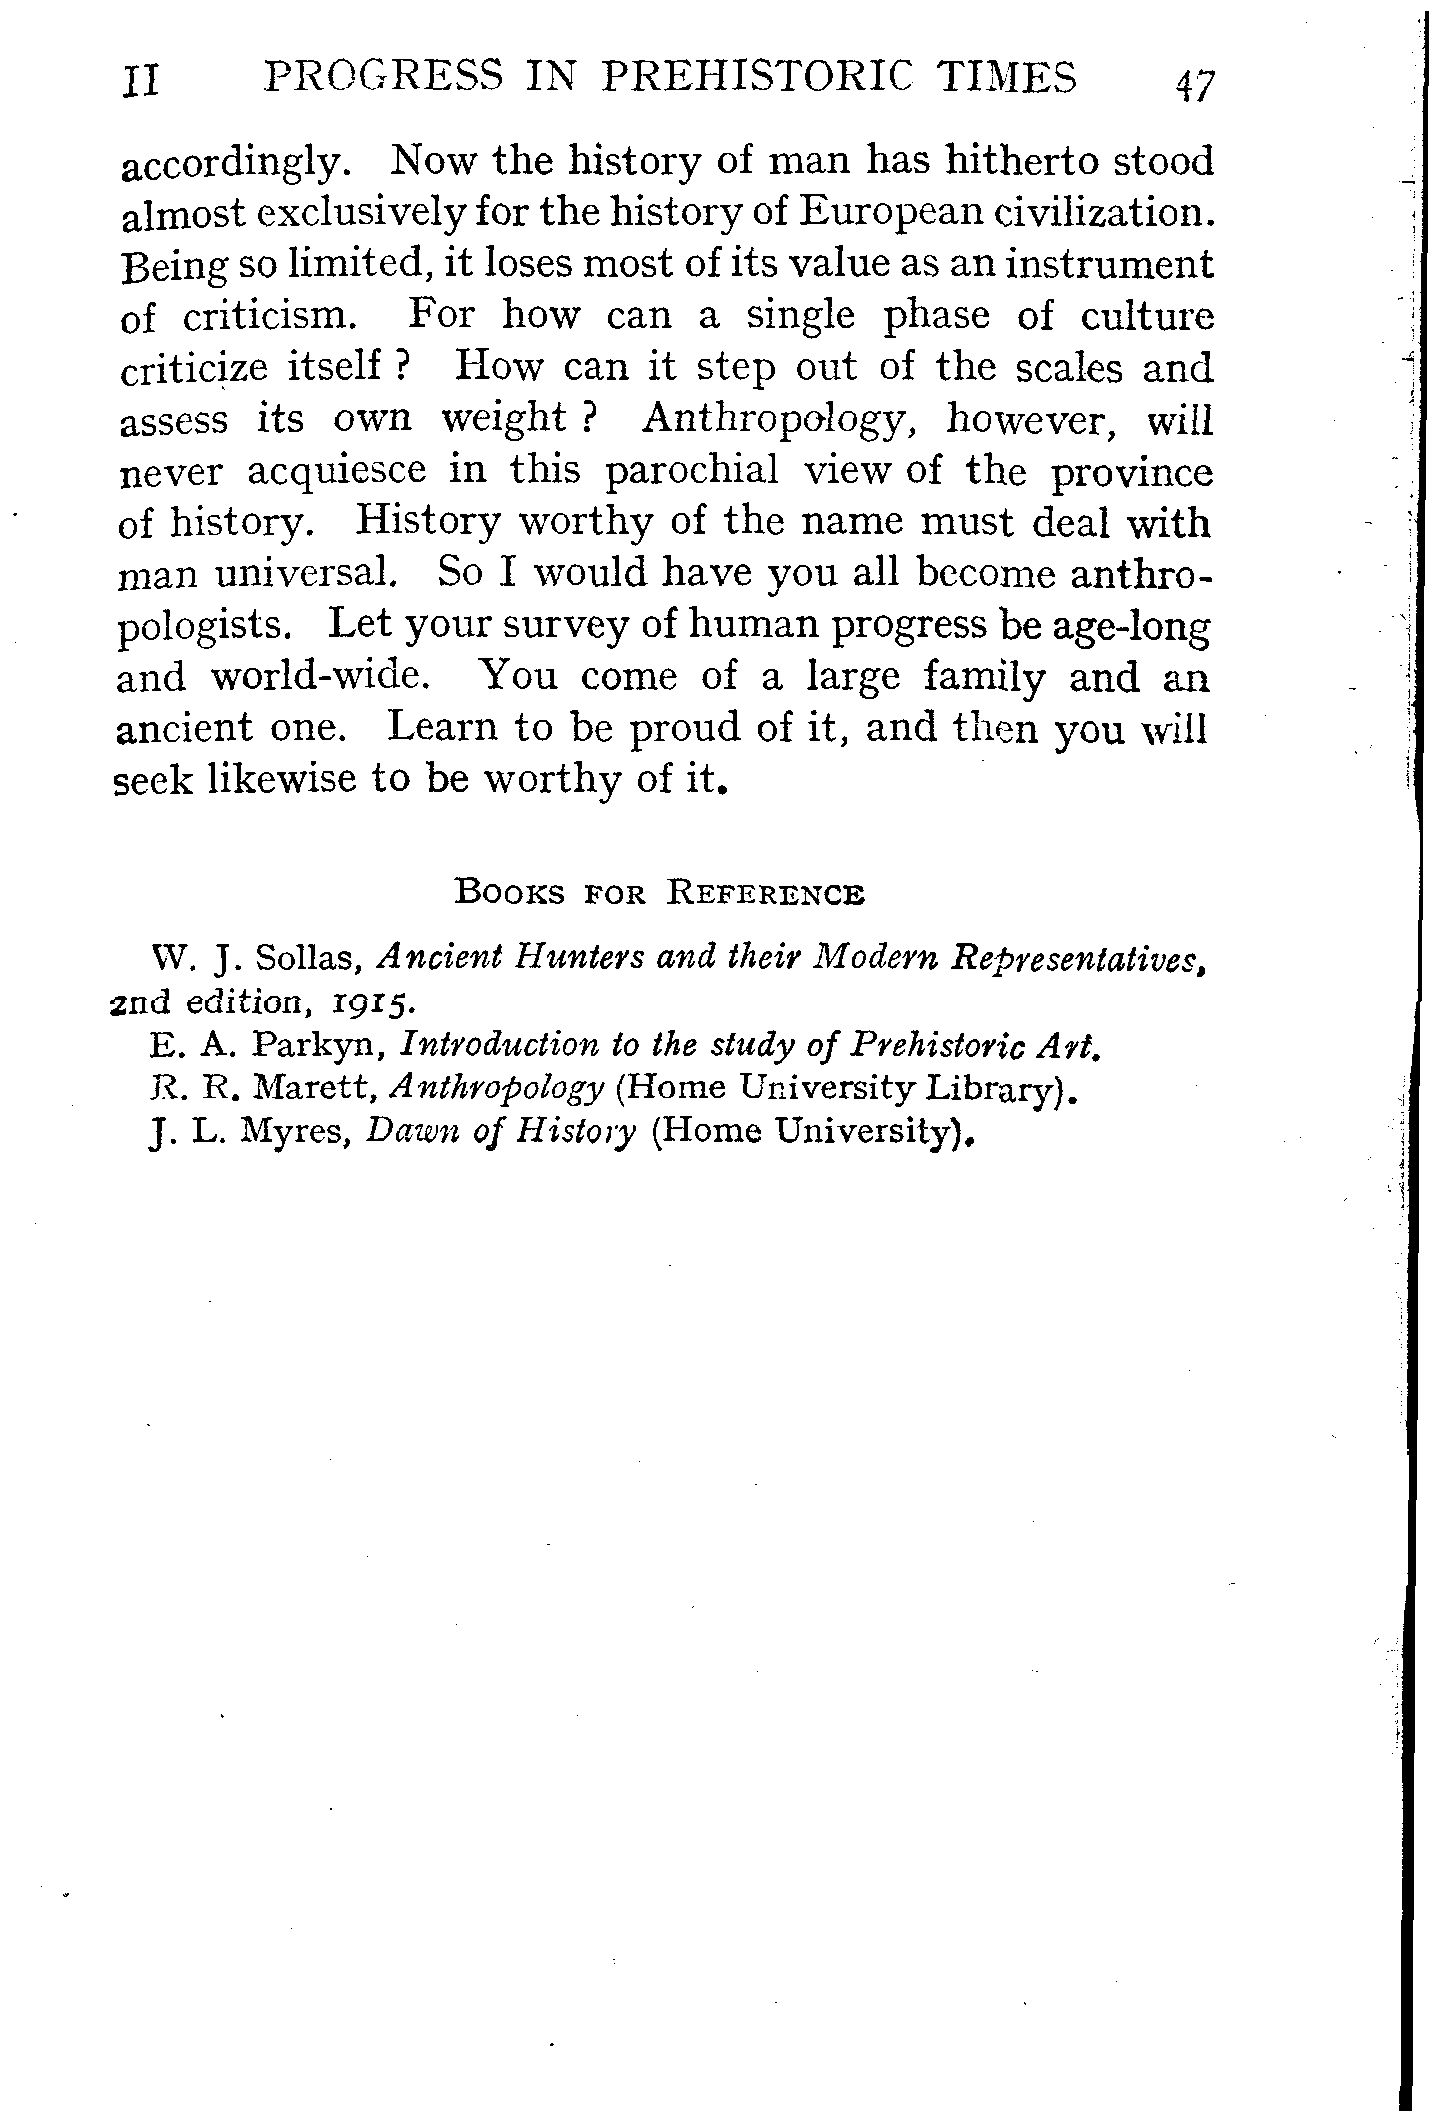 II PROGRESS IN PREHISTORIC TIMES 47
accordingly. Now the history of man has hitherto stood
almost exclusively for the history of European civilization.
Being so limited, it loses most of its value as an instrument
of criticism. For how can a single phase of culture
criticize itself ? How can it step out of the scales and
assess its own weight ? Anthropology, however, will
never acquiesce in this parochial view of the province
of history. History worthy of the name must deal with
man universal. So I would have you all become anthro-
pologists. Let your survey of human progress be age-long
and world-wide. You come of a large family and an
ancient one. Learn to be proud of it, and then you will
seek likewise to be worthy of it.
BOOKS FOR REFERENCE
W. J. Sollas, Ancient Hunters and their Modern Representatives,
2nd edition, 1915.
E. A. Parkyn, Introduction to the study of Prehistoric Art.
R. R. Marett, Anthropology (Home University Library).
J. L. Myres, Dawn of History (Home University).